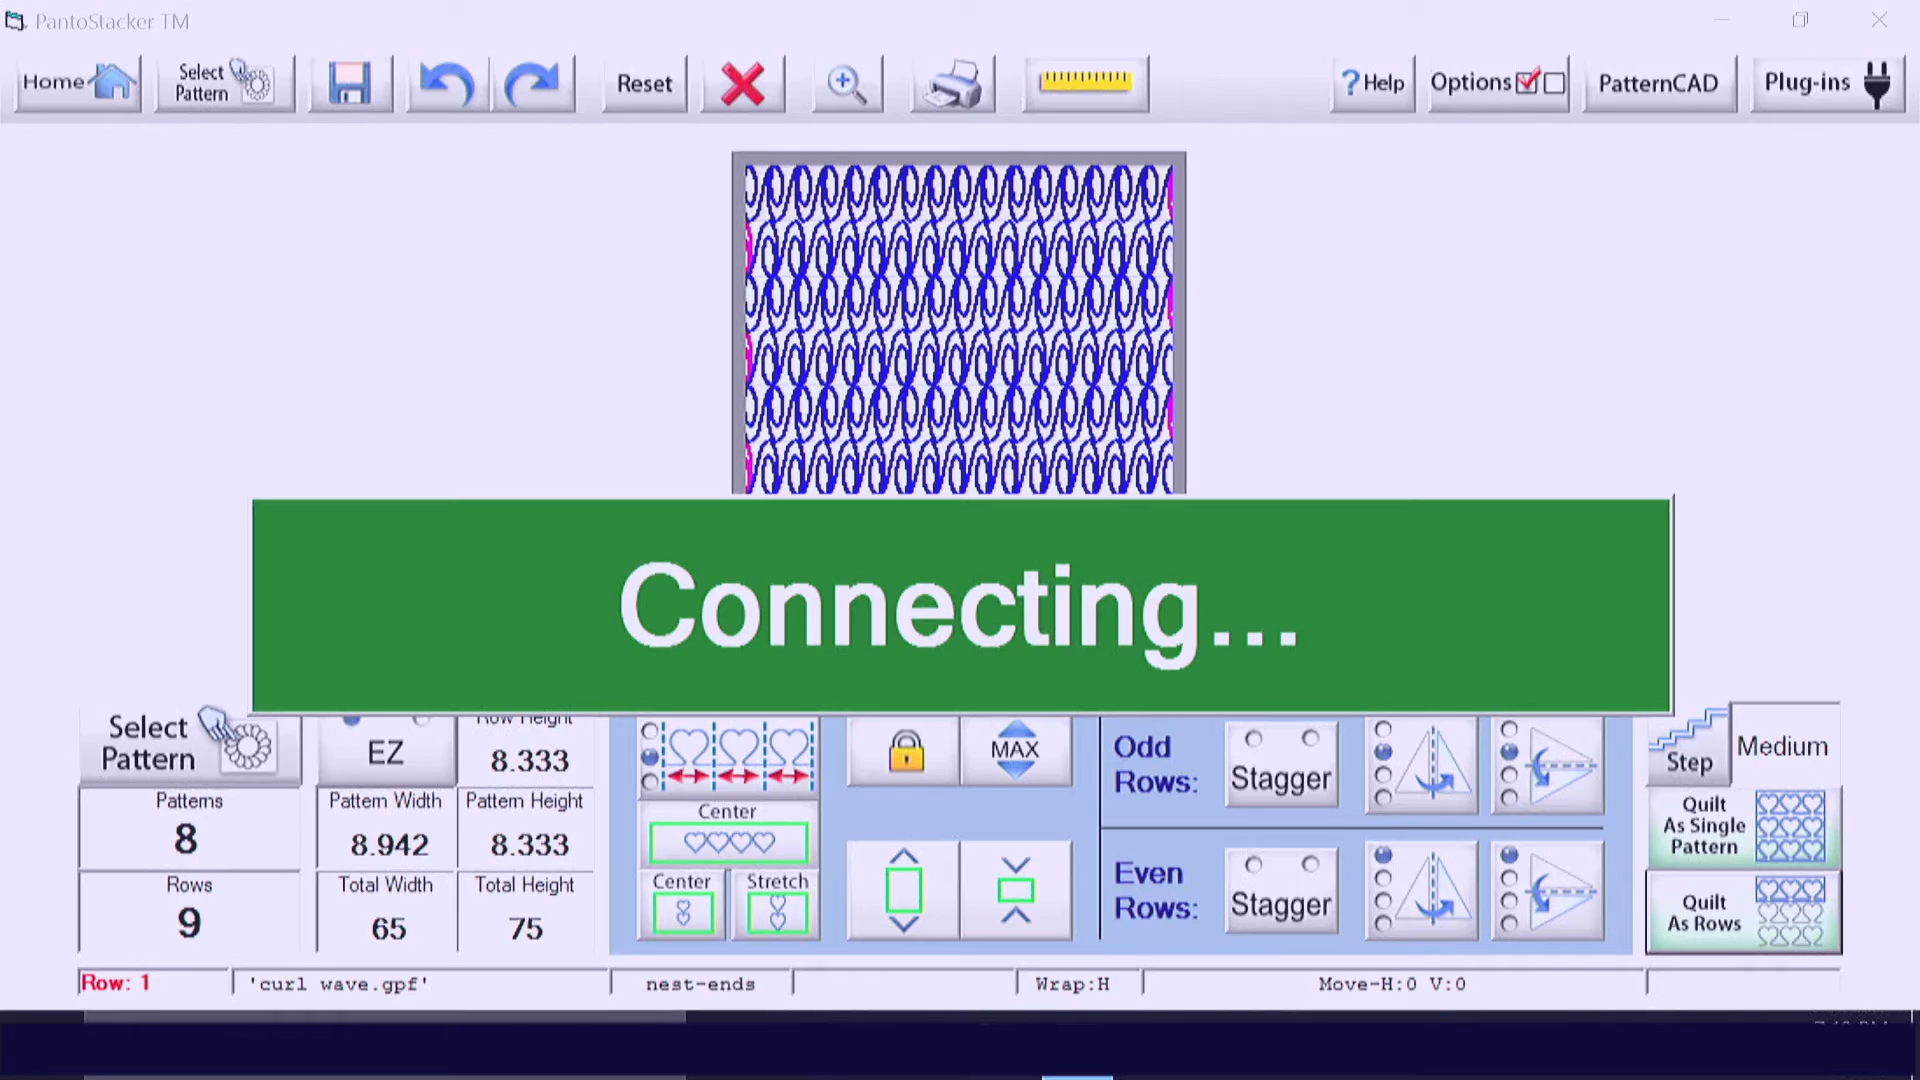 PantoStacker TM
Home
Select
Pattern
Reset
?Help
Options
PatternCAD
Plug-ins
Connecting...
Select
Pattern
EZ
Row Height
8.333
Patterns
8
Pattern Width
8.942
Pattern Height
8.333
Rows
9
Total Width
65
Total Height
75
Center
Center
Stretch
MAX
Odd
Rows:
Stagger
Even
Rows:
Stagger
Step
Medium
Quilt
As Single
Pattern
Quilt
As Rows
Row: 1
'curl wave.gpf'
nest-ends
Wrap:H
Move-H:0 V:0